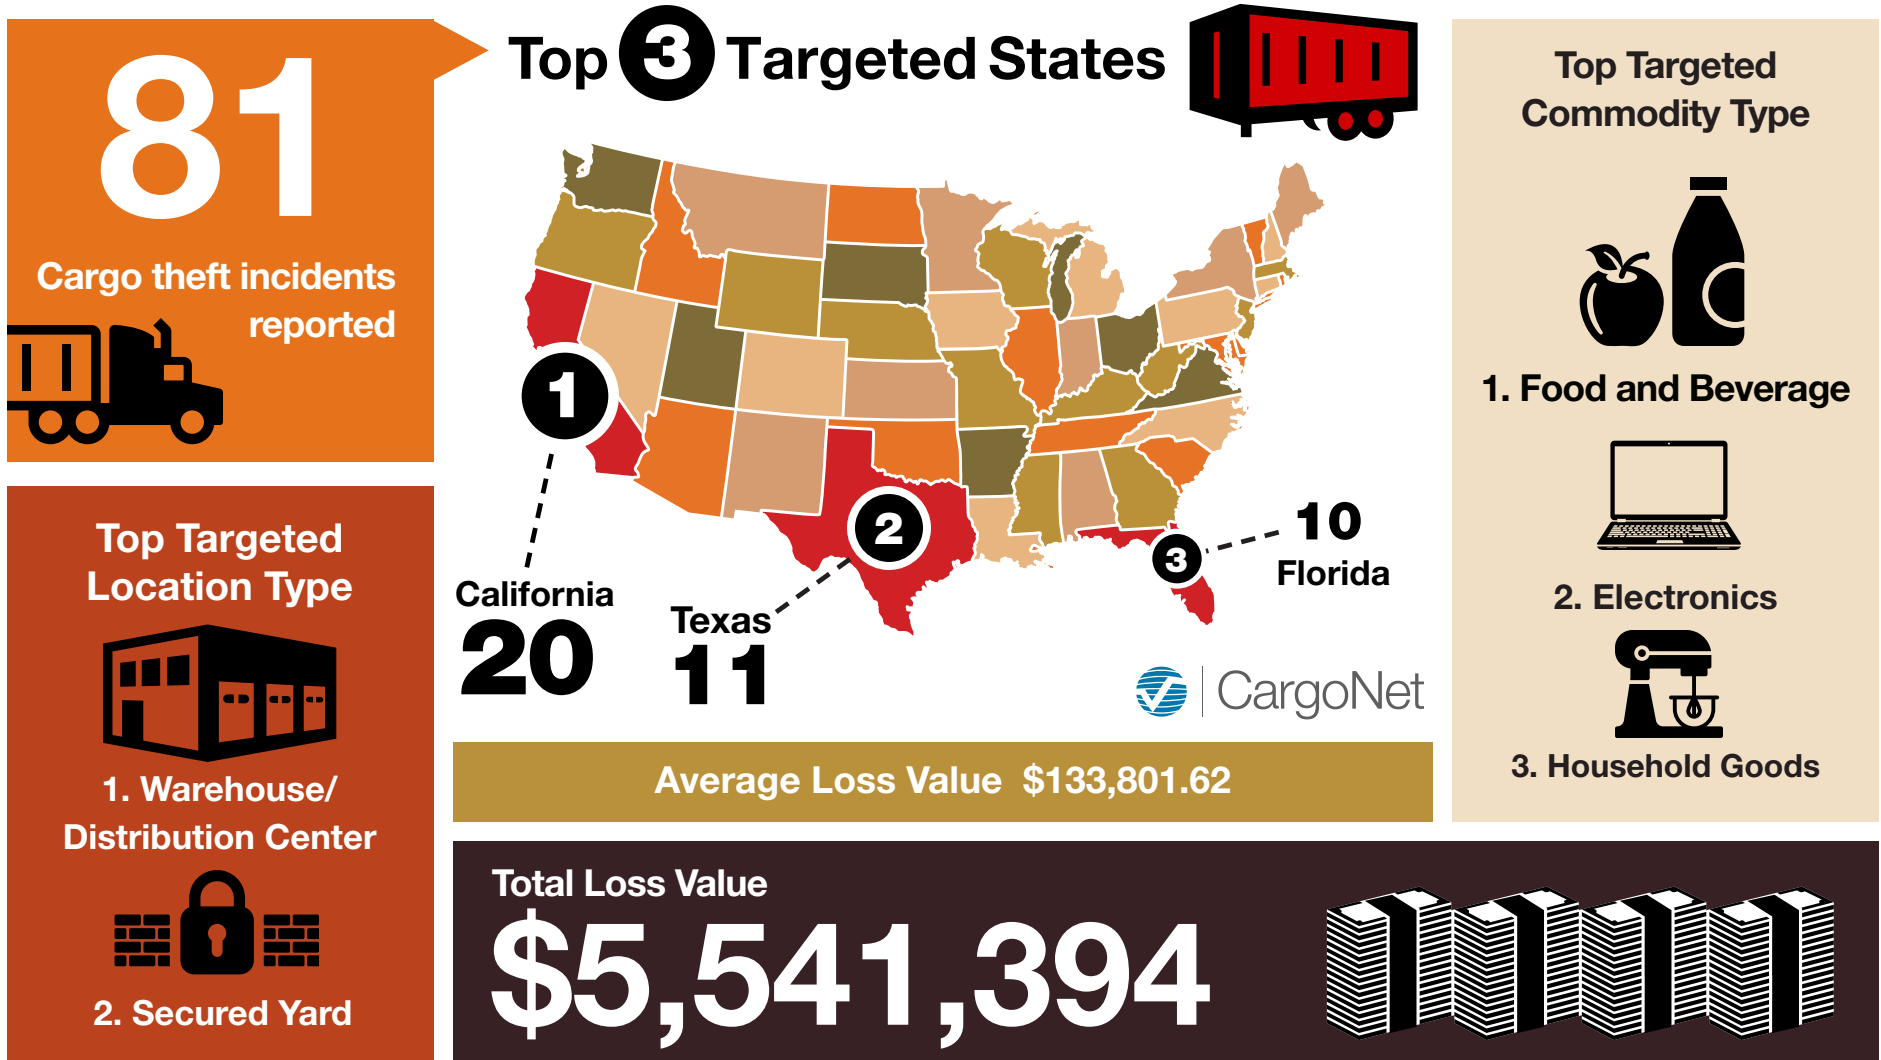 81
Cargo theft incidents
reported
Top 3 Targeted States
1
2
3
California
20
Texas
11
10
Florida
CargoNet
Top Targeted
Location Type
1. Warehouse/
Distribution Center
2. Secured Yard
Top Targeted
Commodity Type
1. Food and Beverage
2. Electronics
3. Household Goods
Average Loss Value $133,801.62
Total Loss Value
$5,541,394